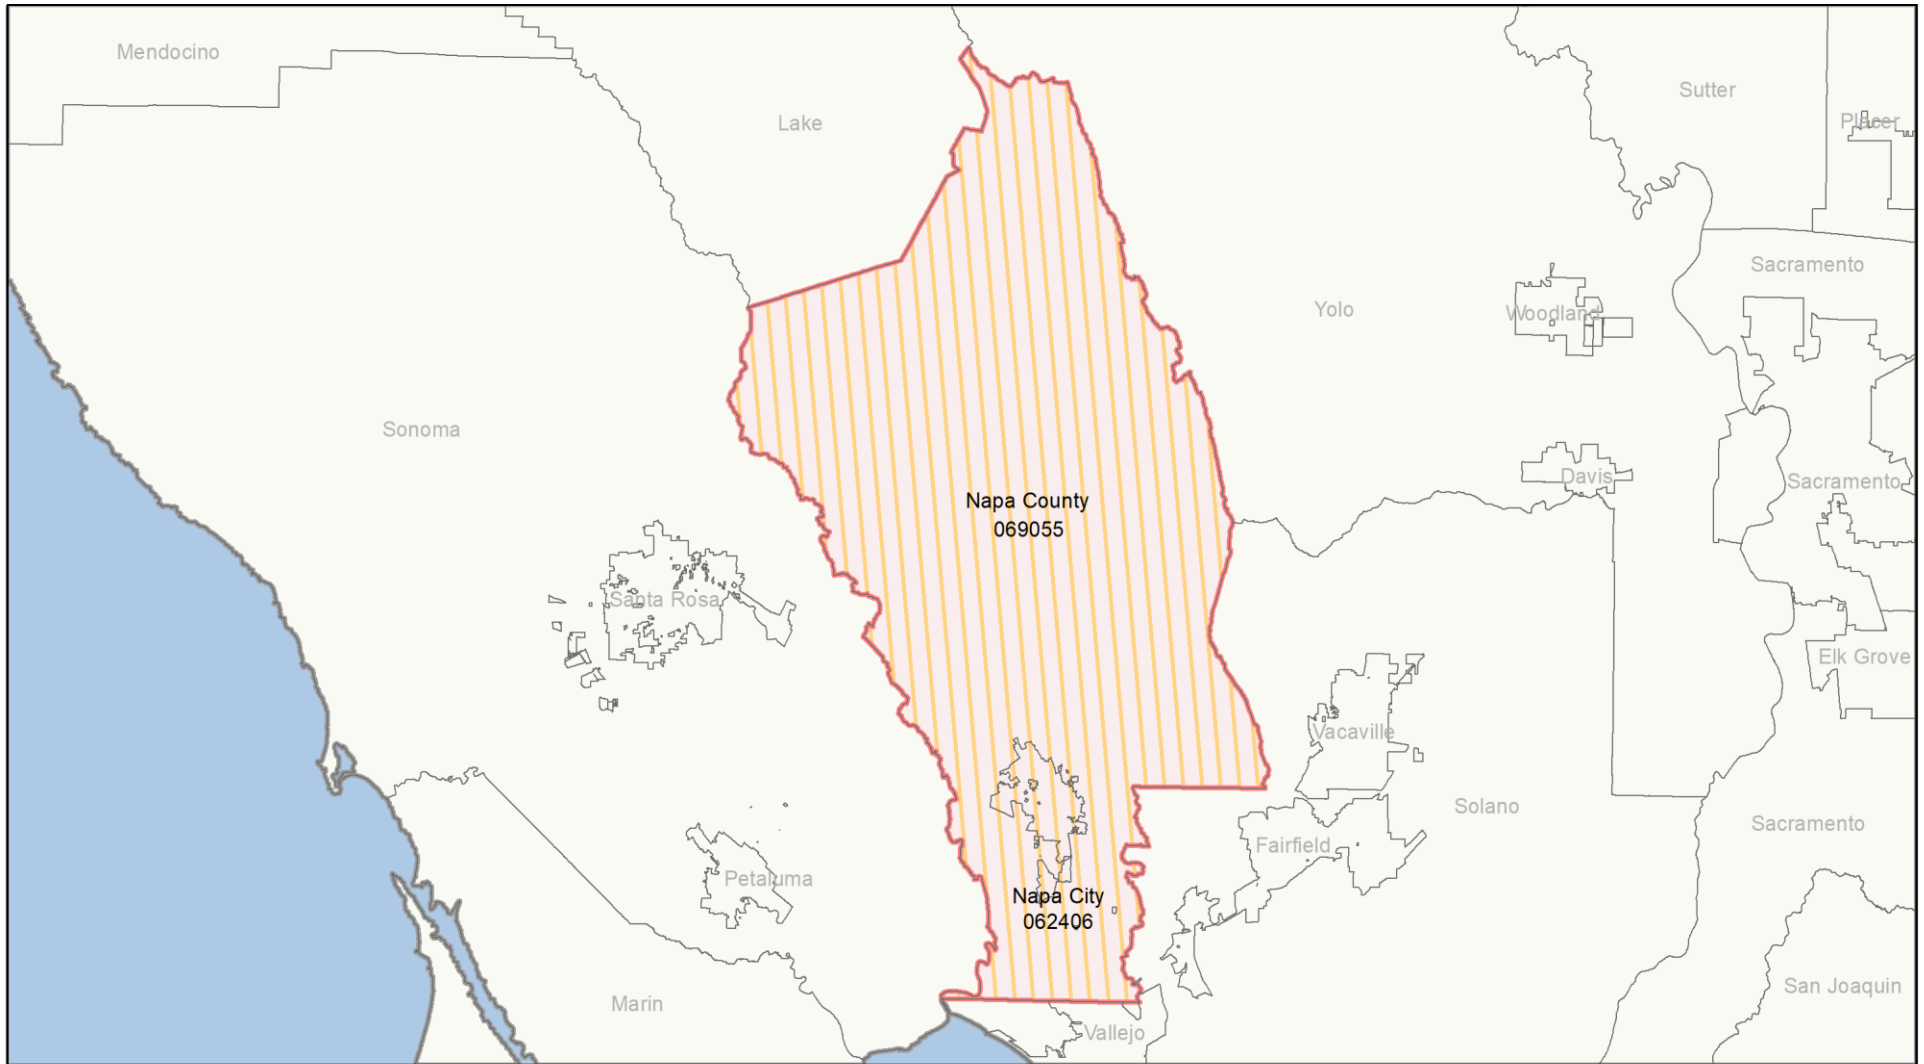 Mendocino
Sutter
Placer
Lake
Sacramento
Yolo
Woodland
Sonoma
Davis
Sacramento
Napa County
069055
Santa Rosa
Elk Grove
Vacaville
Solano
Sacramento
Fairfield
Petaluma
Napa City
062406
San Joaquin
Marin
Vallejo